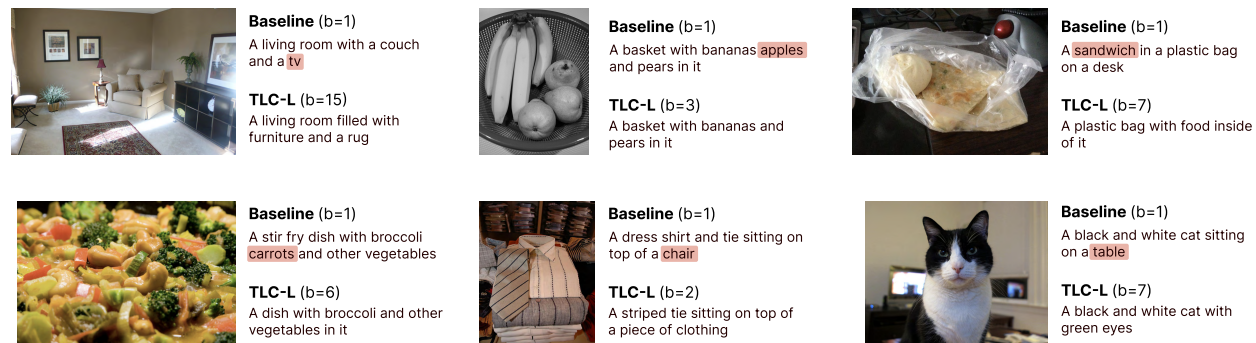 Baseline (b=1)
A living room with a couch
and a tv
TLC-L (b=15)
A living room filled with
furniture and a rug
Baseline (b=1)
A basket with bananas apples
and pears in it
TLC-L (b=3)
A basket with bananas and
pears in it
Baseline (b=1)
A sandwich in a plastic bag
on a desk
TLC-L (b=7)
A plastic bag with food inside
of it
Baseline (b=1)
A stir fry dish with broccoli
carrots and other vegetables
TLC-L (b=6)
A dish with broccoli and other
vegetables in it
Baseline (b=1)
A dress shirt and tie sitting on
top of a chair
TLC-L (b=2)
A striped tie sitting on top of
a piece of clothing
Baseline (b=1)
A black and white cat sitting
on a table
TLC-L (b=7)
A black and white cat with
green eyes